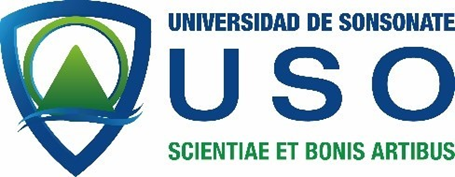 UNIVERSIDAD DE SONSONATE
USO
SCIENTIAE ET BONIS ARTIBUS